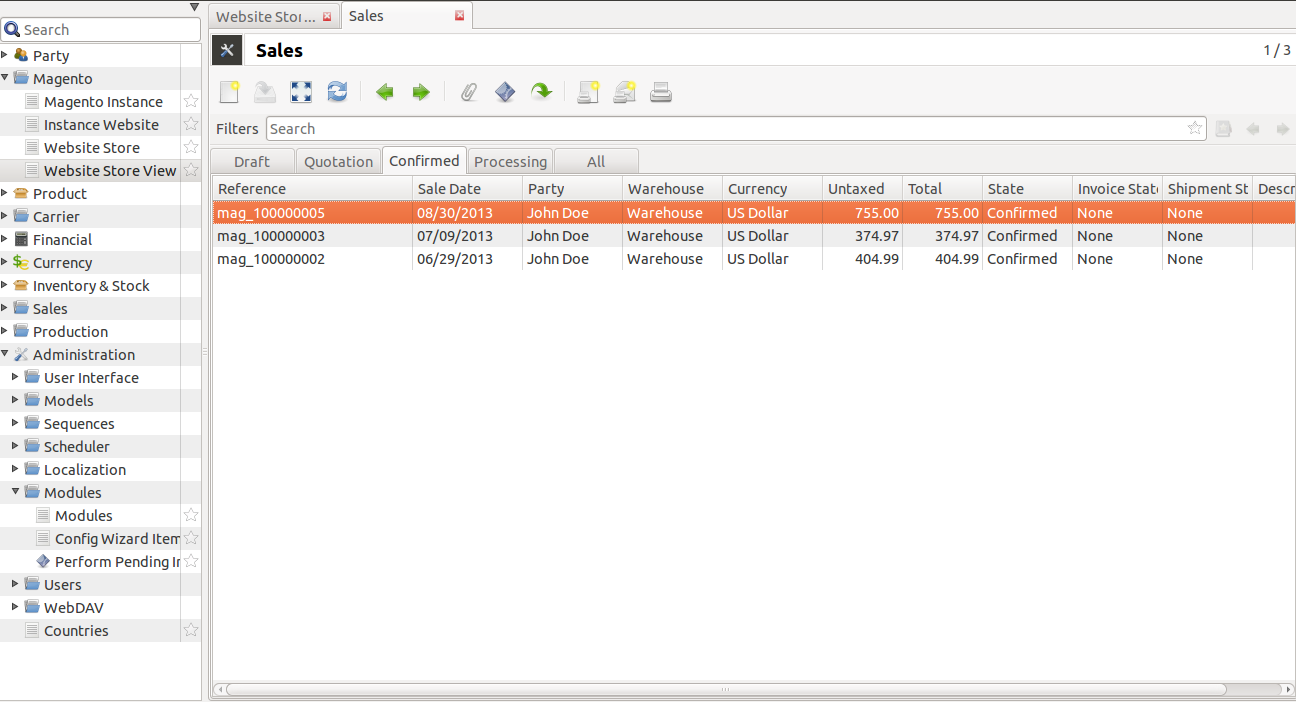 Website Stor... Sales
Search
Sales 1 / 3
Party
Magento
Magento Instance
Instance Website
Website Store
Website Store View
Product
Carrier
Financial
Currency
Inventory & Stock
Sales
Production
Administration
User Interface
Models
Sequences
Scheduler
Localization
Modules
Modules
Config Wizard Item
Perform Pending In
Users
WebDAV
Countries
Filters Search
Draft Quotation Confirmed Processing All
Reference Sale Date Party Warehouse Currency Untaxed Total State Invoice State Shipment St Descr
mag_100000005 08/30/2013 John Doe Warehouse US Dollar 755.00 755.00 Confirmed None None
mag_100000003 07/09/2013 John Doe Warehouse US Dollar 374.97 374.97 Confirmed None None
mag_100000002 06/29/2013 John Doe Warehouse US Dollar 404.99 404.99 Confirmed None None